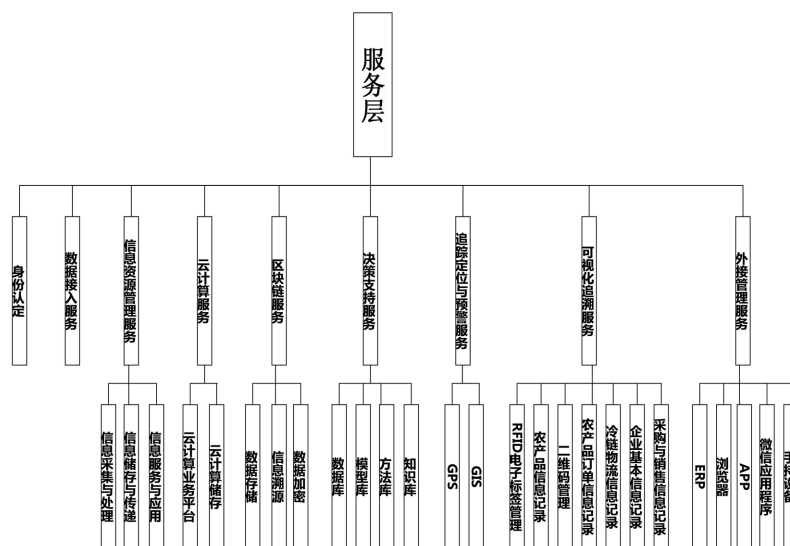 服务层
身份认定
数据接入服务
信息资源管理服务
云计算服务
区块链服务
决策支持服务
追踪定位与预警服务
可视化追溯服务
外接管理服务
信息采集与处理
信息储存与传递
信息服务与应用
云计算业务平台
云计算储存
数据存储
信息溯源
数据加密
数据库
模型库
方法库
知识库
GPS
GIS
RFID电子标签管理
农产品信息记录
二维码管理
农产品订单信息记录
冷链物流信息记录
企业基本信息记录
采购与销售信息记录
ERP
浏览器
APP
微信应用程序
手持设备